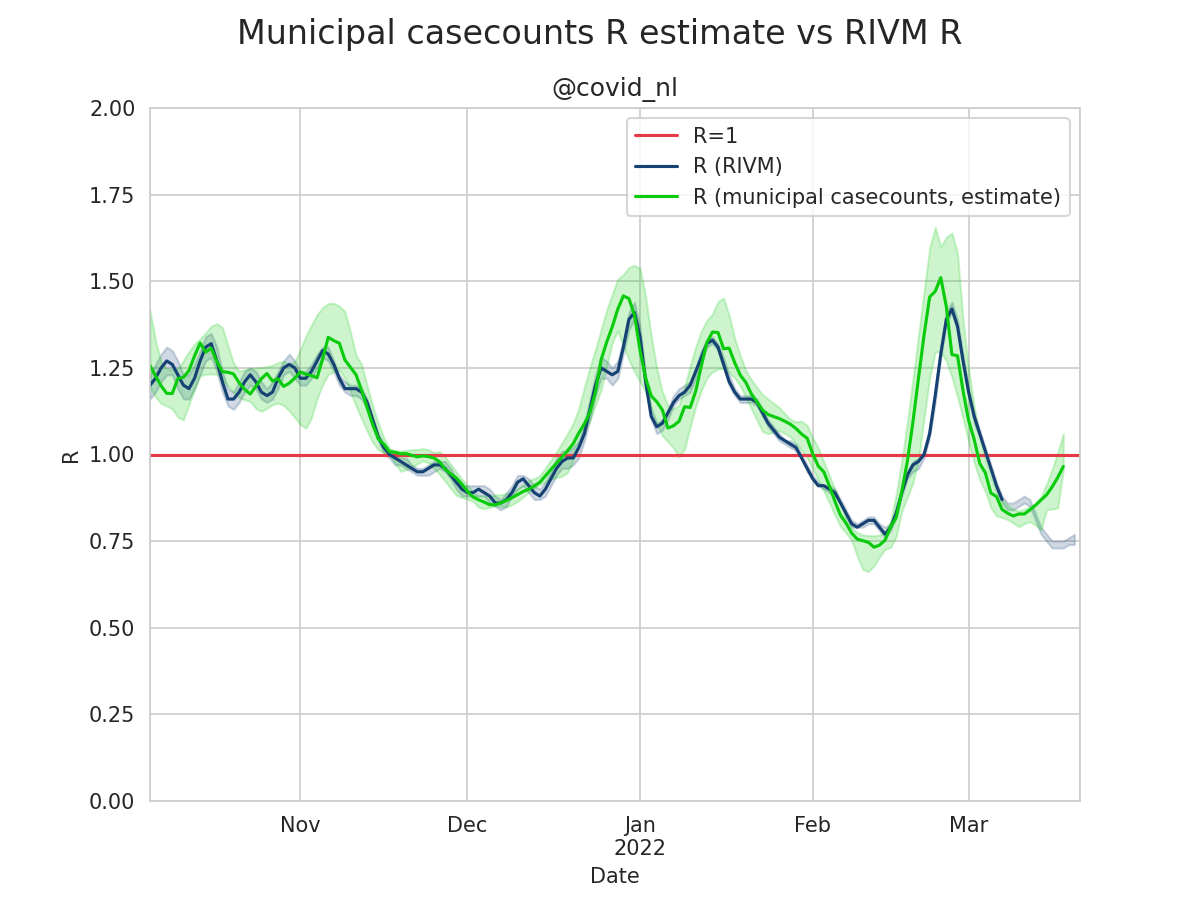 Municipal casecounts R estimate vs RIVM R
@covid_nl
2.00
1.75
1.50
1.25
1.00
0.75
0.50
0.25
0.00
R
R=1
R (RIVM)
R (municipal casecounts, estimate)
Nov
Dec
Jan
2022
Feb
Mar
Date